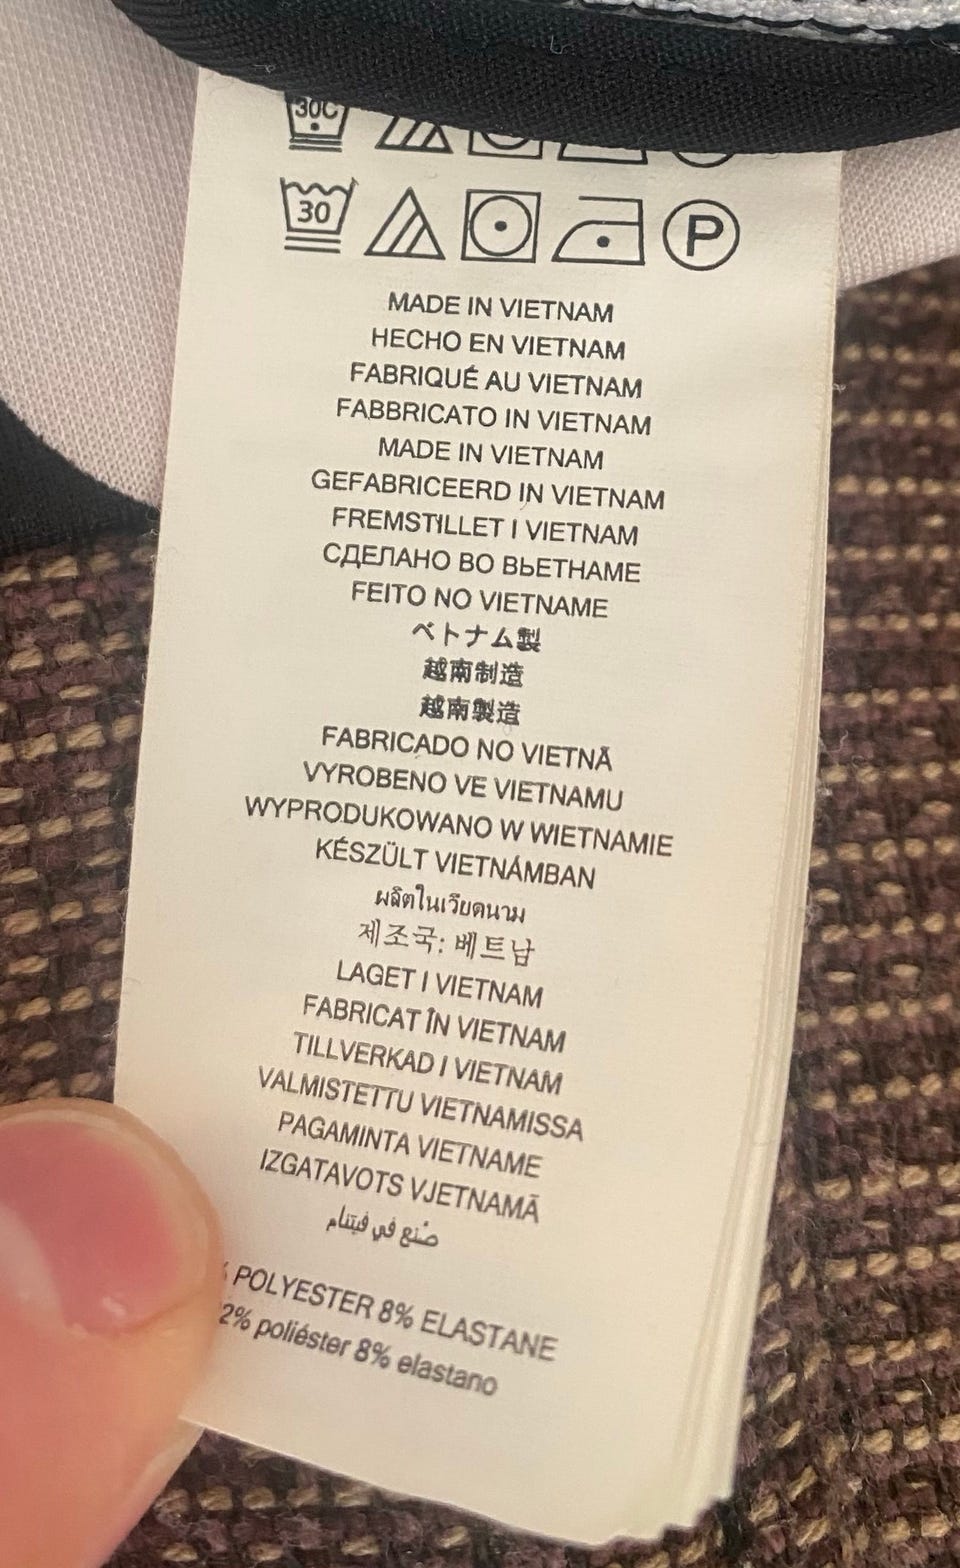 30C
30 P
MADE IN VIETNAM
HECHO EN VIETNAM
FABRIQUÉ AU VIETNAM
FABBRICATO IN VIETNAM
MADE IN VIETNAM
GEFABRICEERD IN VIETNAM
FREMSTILLET I VIETNAM
СДЕЛАНО ВО ВЬЕТНАМЕ
FEITO NO VIETNAME
ベトナム製
越南制造
越南製造
FABRICADO NO VIETNÃ
VYROBENO VE VIETNAMU
WYPRODUKOWANO W WIETNAMIE
KÉSZÜLT VIETNÁMBAN
ผลิตในเวียดนาม
제조국: 베트남
LAGET I VIETNAM
FABRICAT ÎN VIETNAM
TILLVERKAD I VIETNAM
VALMISTETTU VIETNAMISSA
PAGAMINTA VIETNAME
IZGATAVOTS VJETNAMĀ
صُنع في فيتنام
POLYESTER 8% ELASTANE
2% poliéster 8% elastano